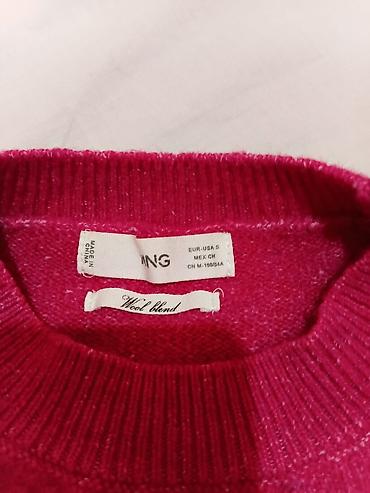 MADE IN
CHINA
MNG
EUR-USA S
MEX CH
CN M-160/84A
Wool blend